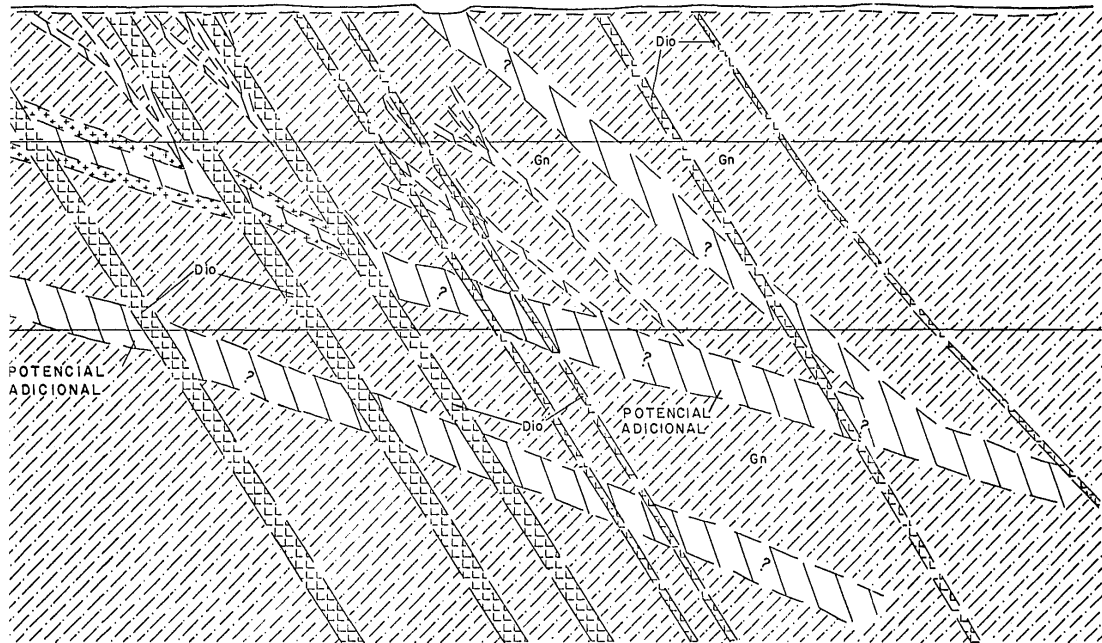 Dio
?
Gn
Gn
?
Dio
?
?
POTENCIAL
ADICIONAL
?
POTENCIAL
ADICIONAL
?
Dio
Gn
?